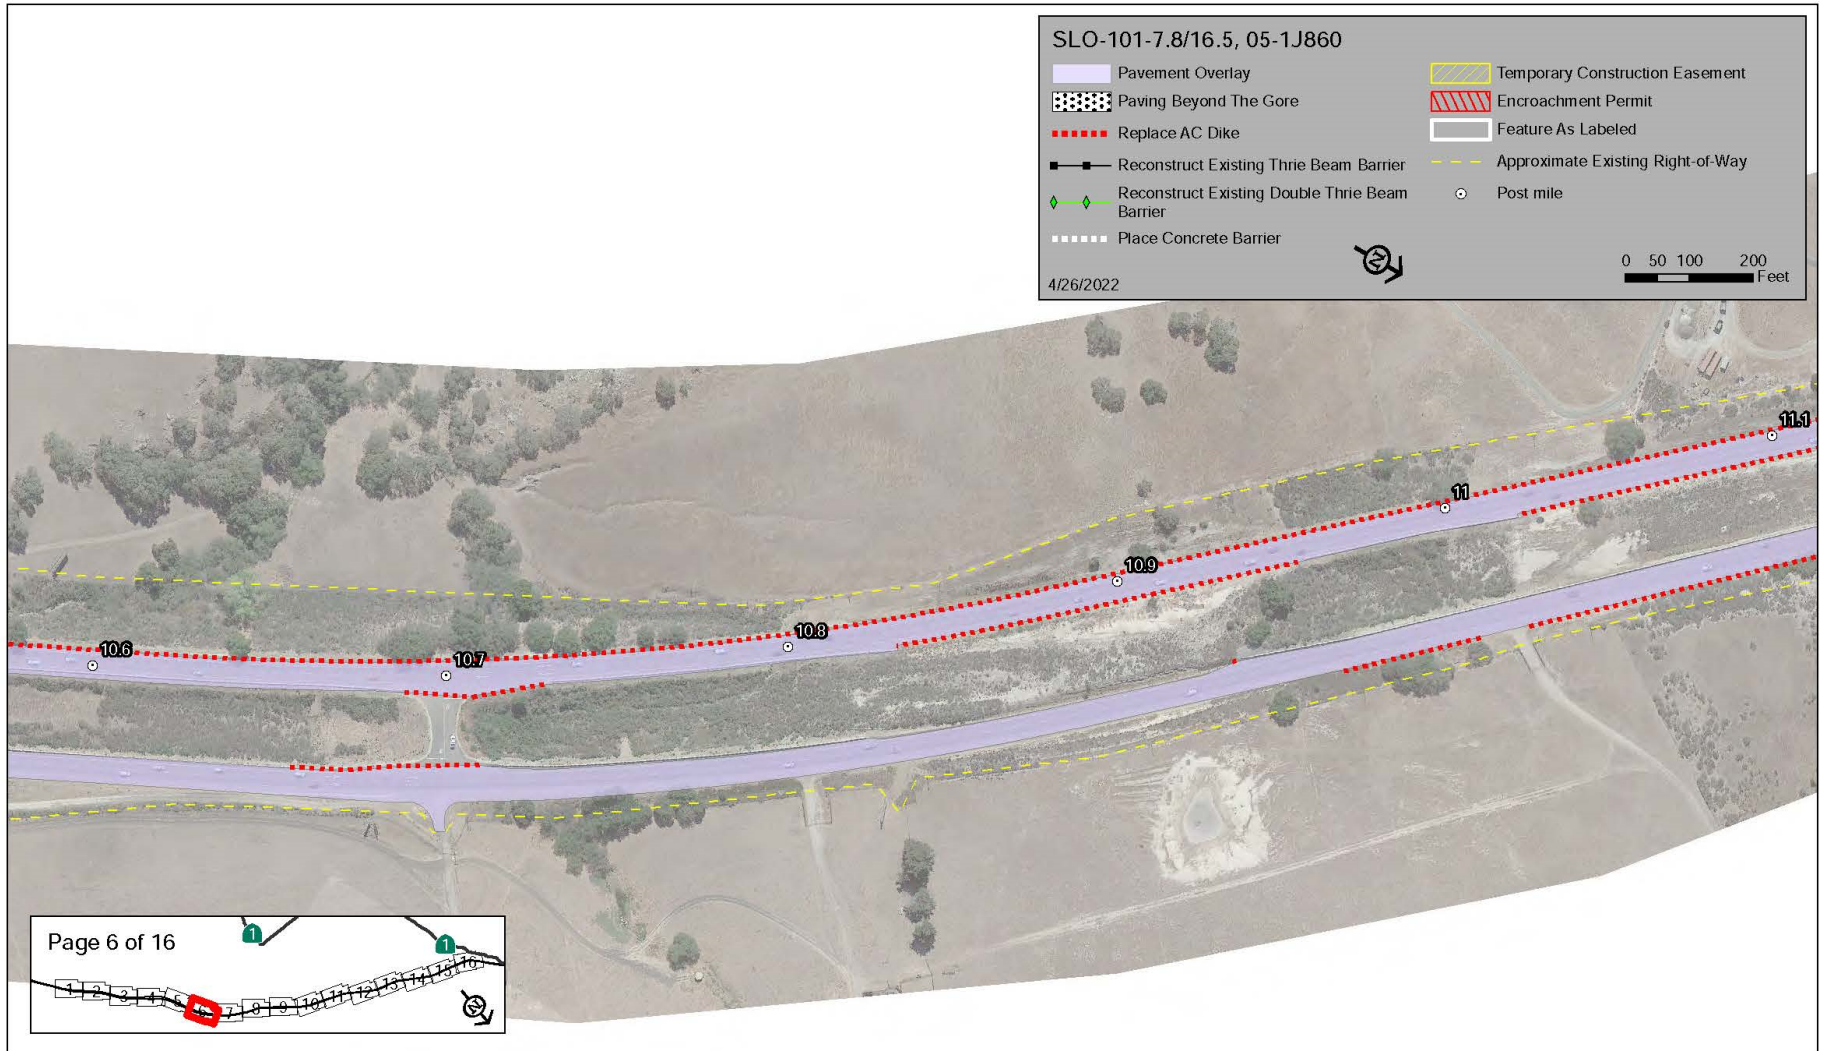 SLO-101-7.8/16.5, 05-1J860
Pavement Overlay
Paving Beyond The Gore
Replace AC Dike
Reconstruct Existing Thrie Beam Barrier
Reconstruct Existing Double Thrie Beam
Barrier
Place Concrete Barrier
4/26/2022
Temporary Construction Easement
Encroachment Permit
Feature As Labeled
Approximate Existing Right-of-Way
Post mile
N
0 50 100 200
Feet
11.1
11
10.9
10.8
10.7
10.6
Page 6 of 16
1
1
1 2 3 4 5 6 7 8 9 10 11 12 13 14 15 16
N